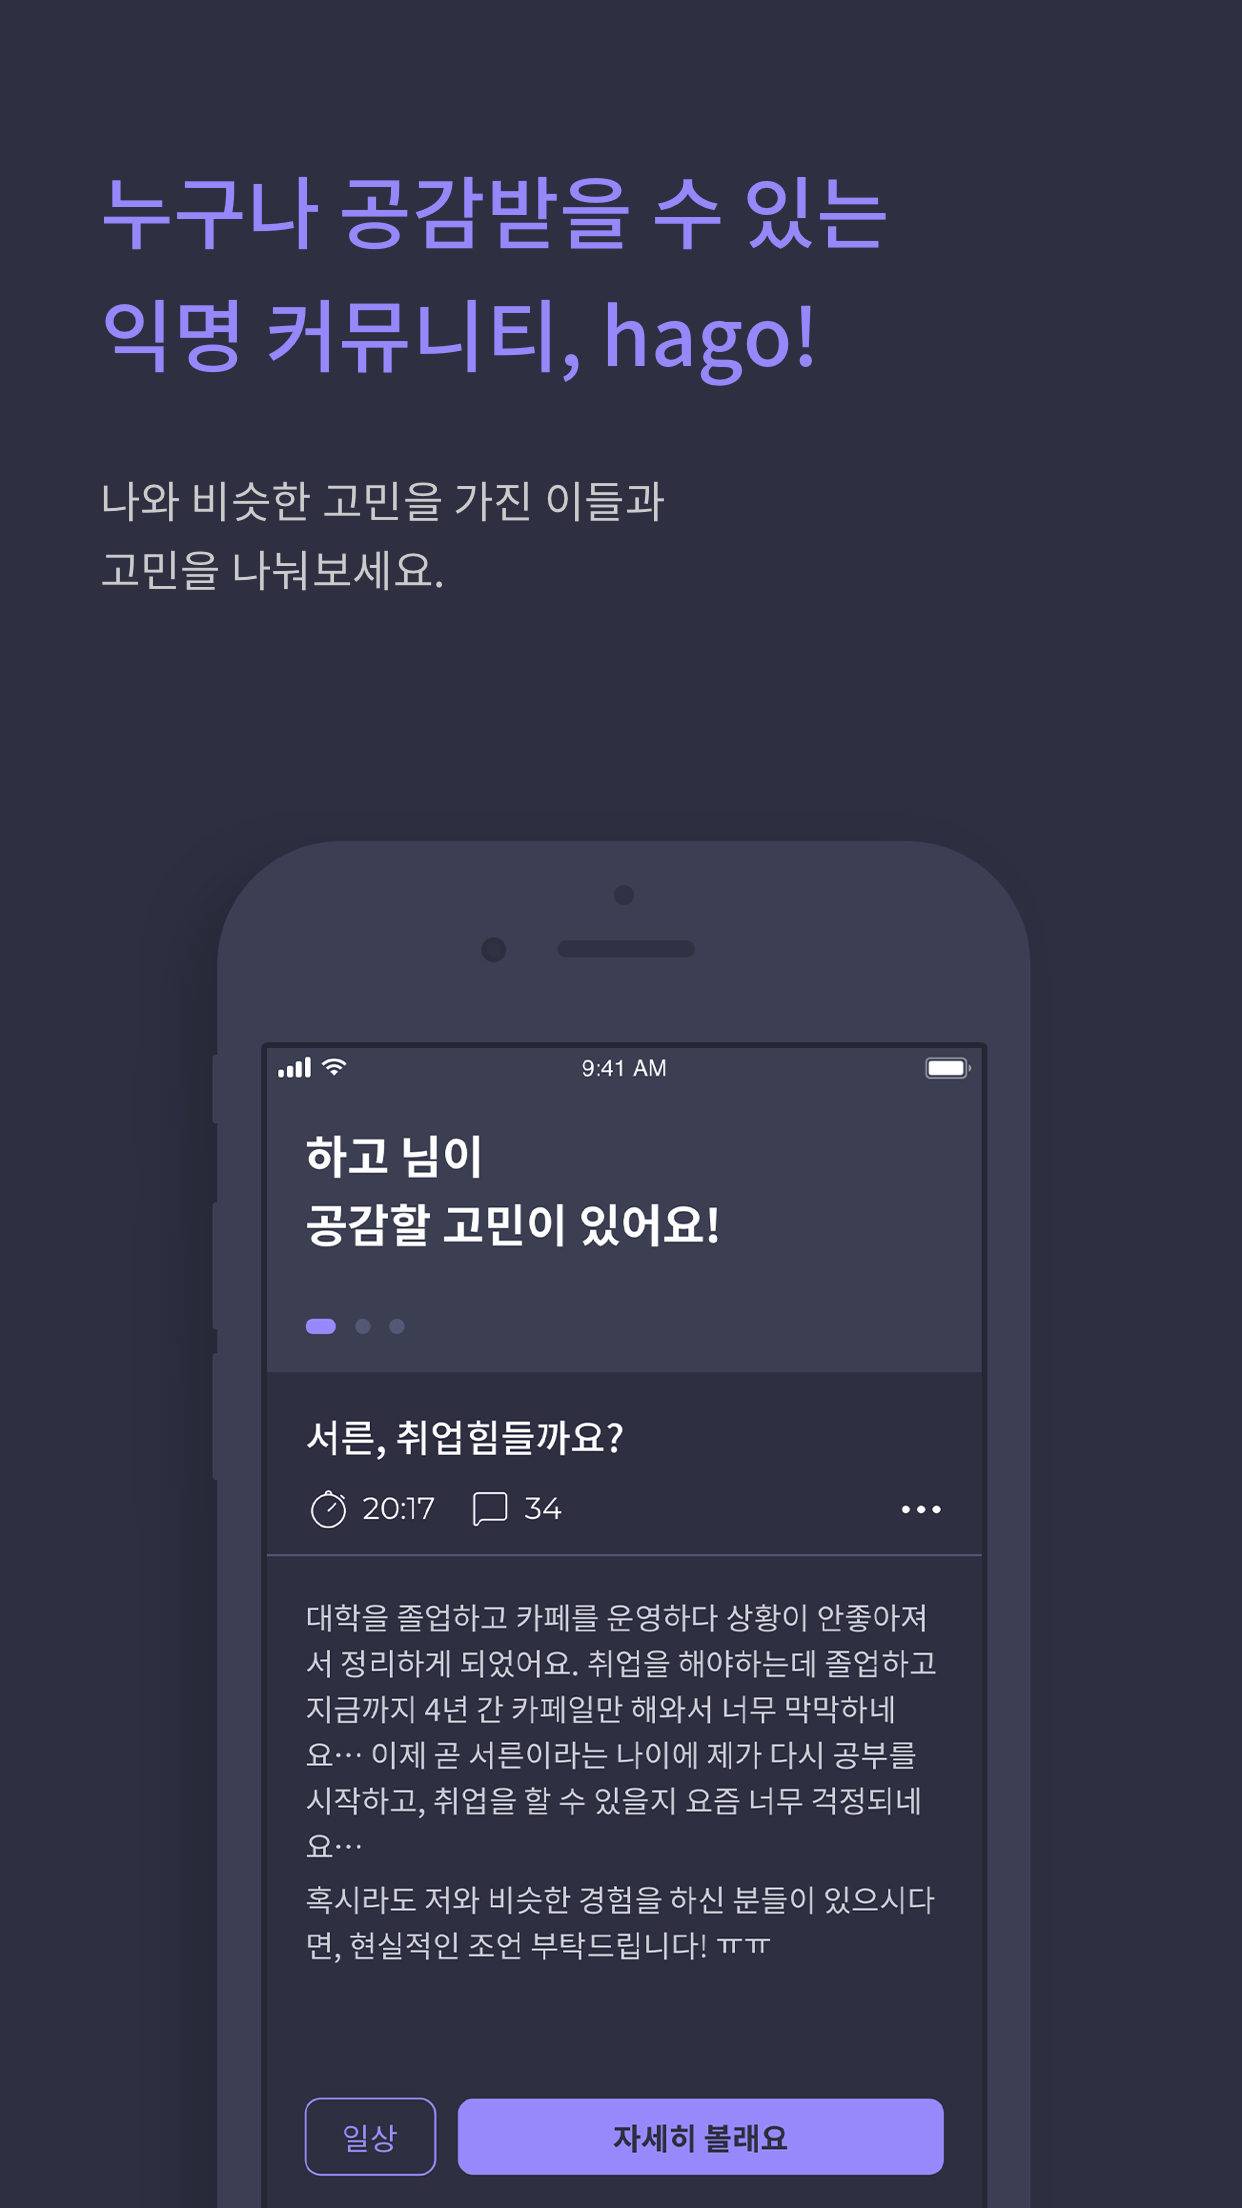 누구나 공감받을 수 있는
익명 커뮤니티, hago!
나와 비슷한 고민을 가진 이들과
고민을 나눠보세요.
9:41 AM
하고 님이
공감할 고민이 있어요!
서른, 취업힘들까요?
20:17 34
대학을 졸업하고 카페를 운영하다 상황이 안좋아져
서 정리하게 되었어요. 취업을 해야하는데 졸업하고
지금까지 4년 간 카페일만 해와서 너무 막막하네
요… 이제 곧 서른이라는 나이에 제가 다시 공부를
시작하고, 취업을 할 수 있을지 요즘 너무 걱정되네
요…
혹시라도 저와 비슷한 경험을 하신 분들이 있으시다
면, 현실적인 조언 부탁드립니다! ㅠㅠ
일상 자세히 볼래요